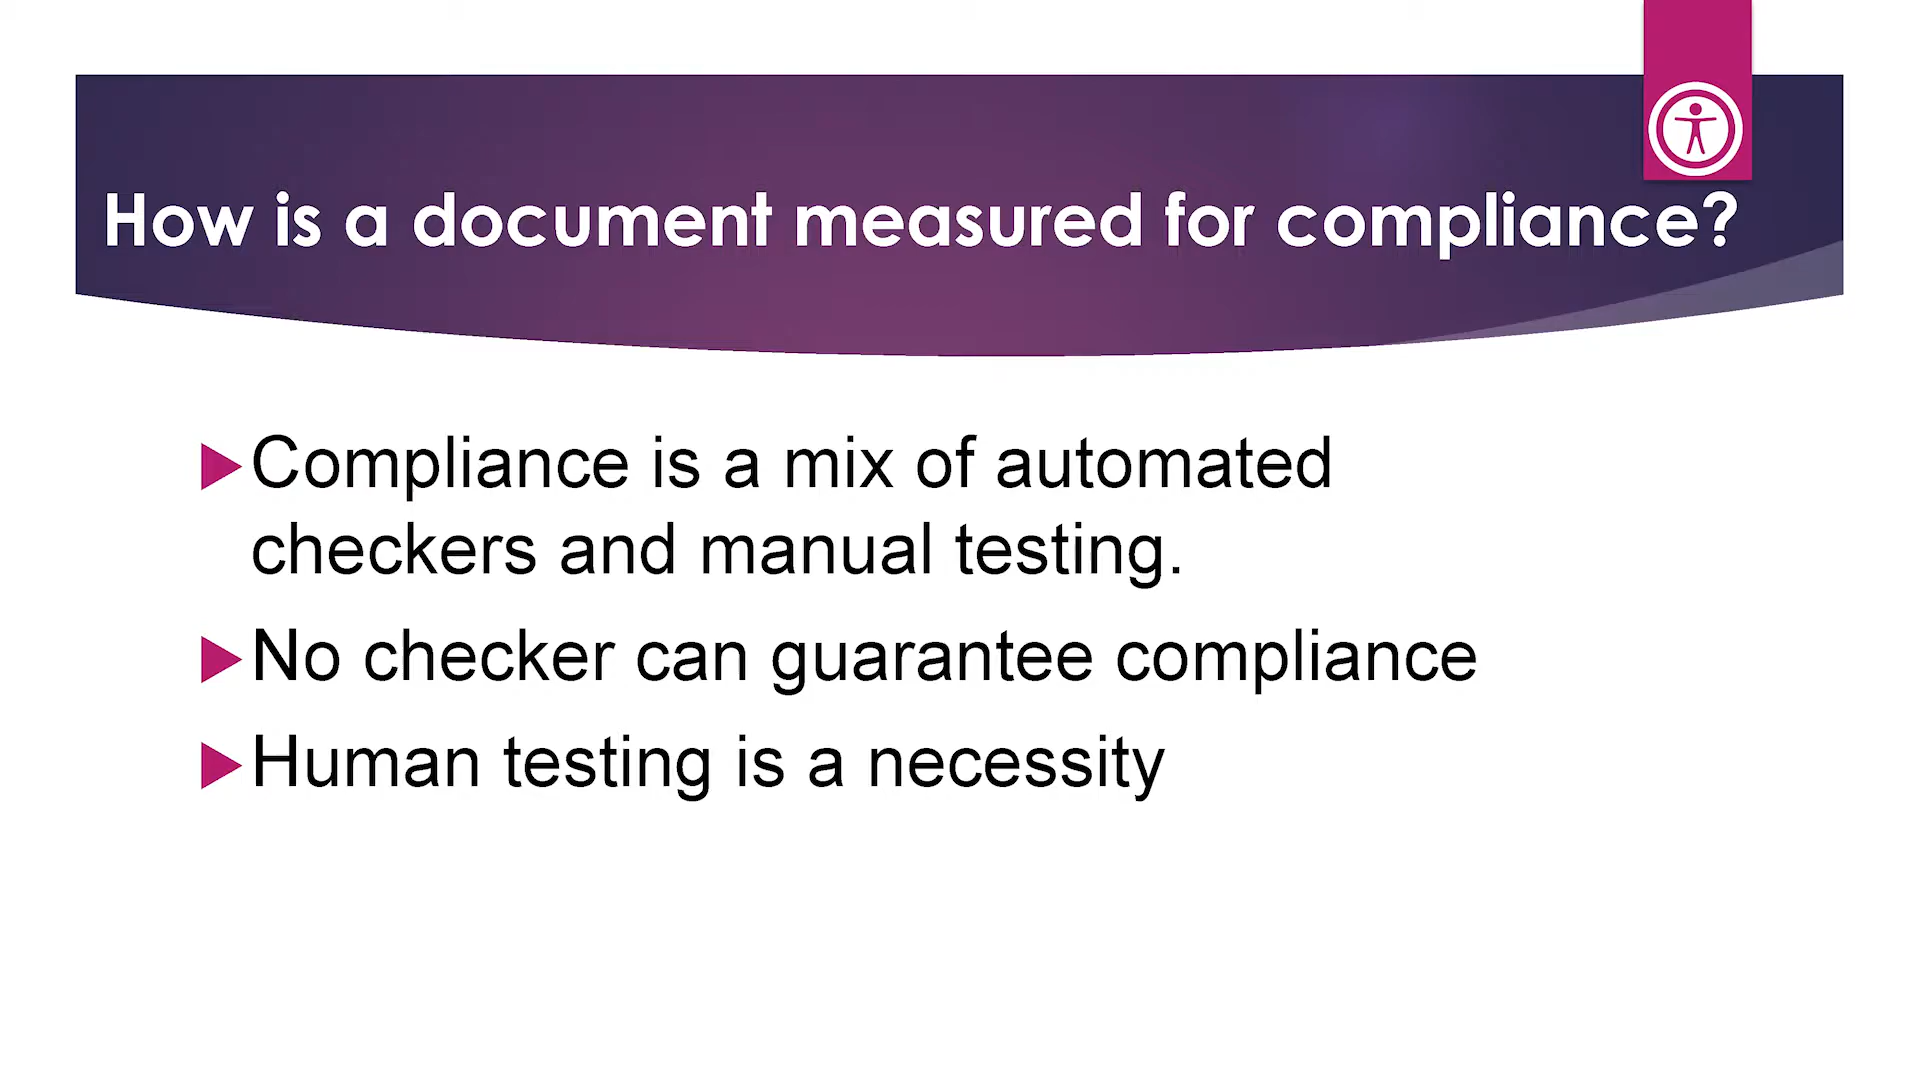 How is a document measured for compliance?
Compliance is a mix of automated
checkers and manual testing.
No checker can guarantee compliance
Human testing is a necessity